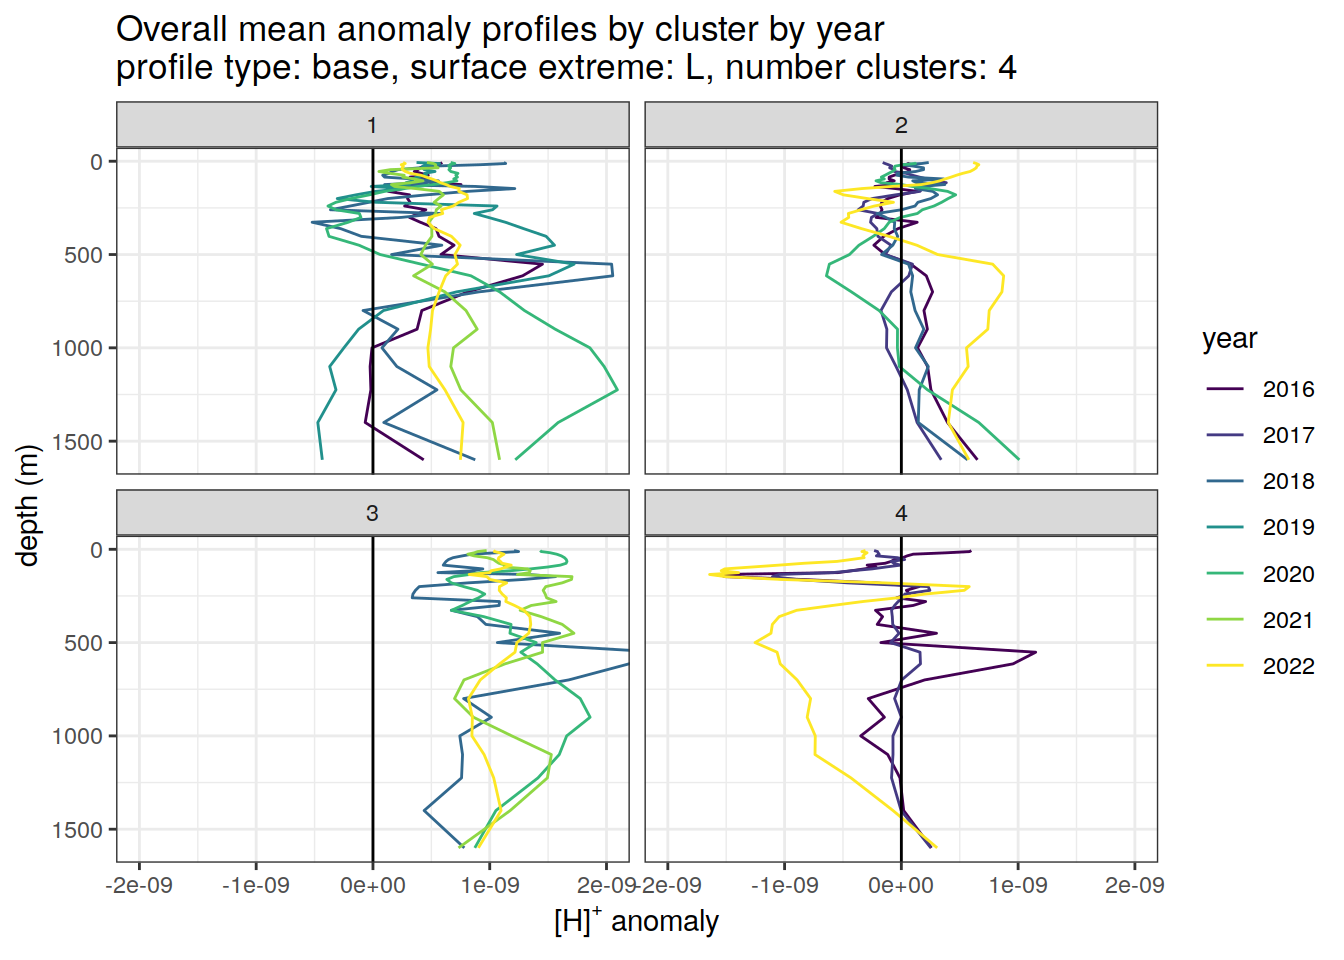 Overall mean anomaly profiles by cluster by year
profile type: base, surface extreme: L, number clusters: 4
1
2
0
500
1000
1500
3
4
0
500
1000
1500
-2e-09
-1e-09
0e+00
1e-09
2e-09
-2e-09
-1e-09
0e+00
1e-09
2e-09
depth (m)
[H]⁺ anomaly
year
2016
2017
2018
2019
2020
2021
2022